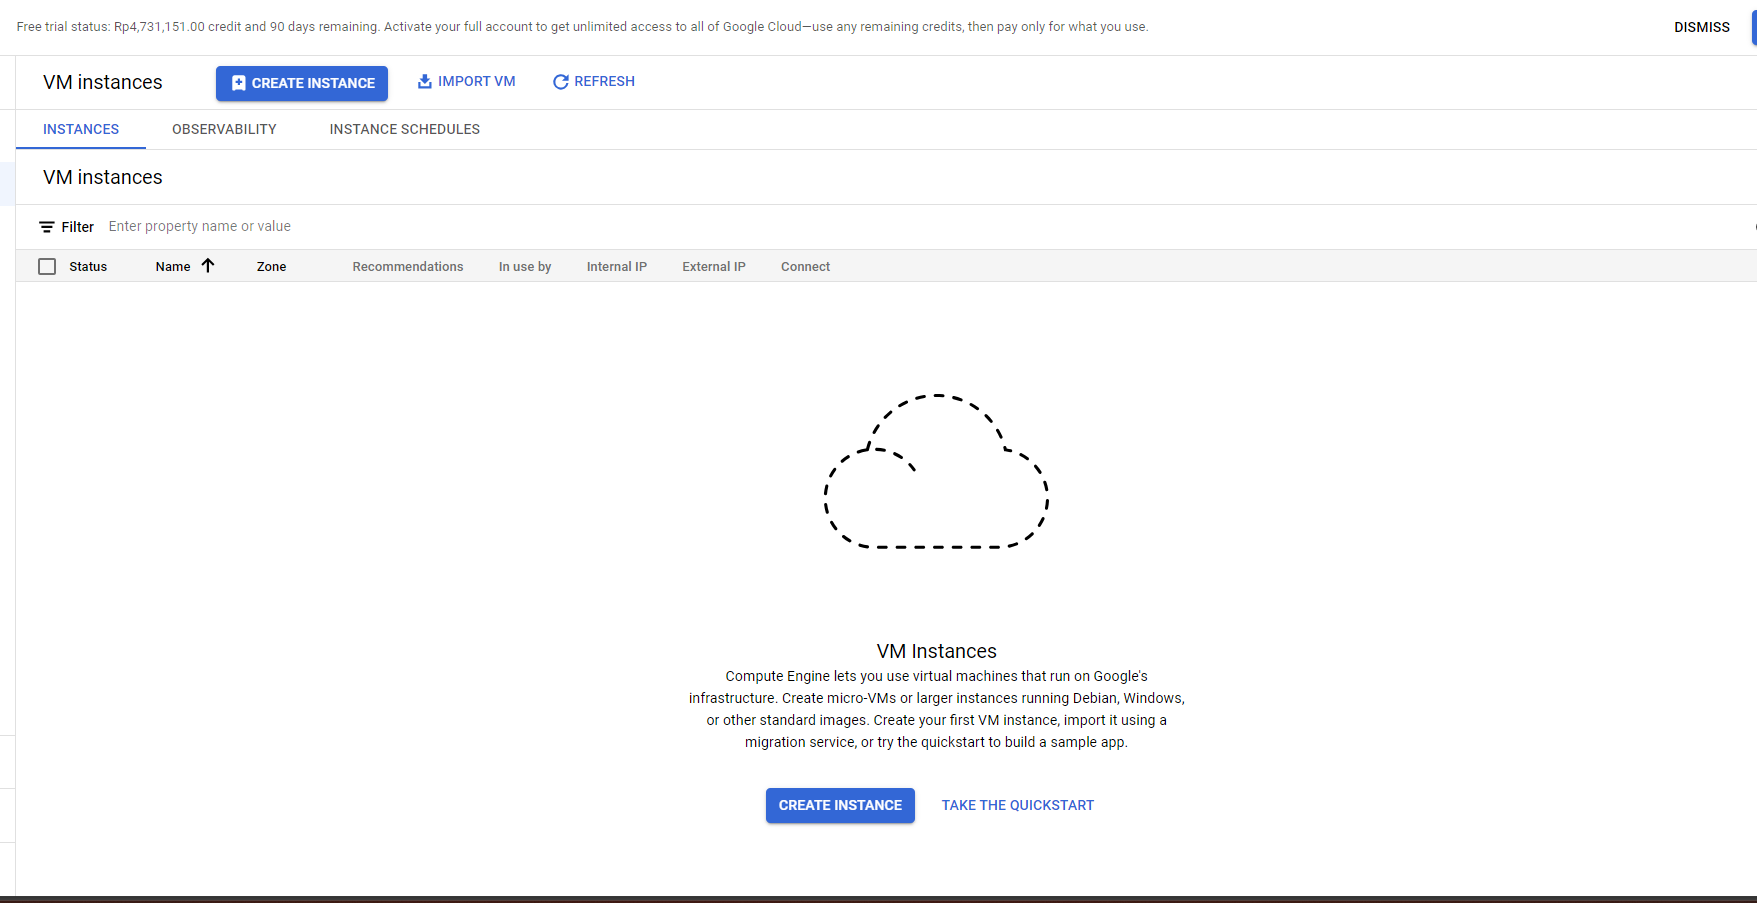 Free trial status: Rp4,731,151.00 credit and 90 days remaining. Activate your full account to get unlimited access to all of Google Cloud—use any remaining credits, then pay only for what you use.
DISMISS
VM instances
CREATE INSTANCE
IMPORT VM
REFRESH
INSTANCES
OBSERVABILITY
INSTANCE SCHEDULES
VM instances
Filter
Enter property name or value
Status
Name
Zone
Recommendations
In use by
Internal IP
External IP
Connect
VM Instances
Compute Engine lets you use virtual machines that run on Google's
infrastructure. Create micro-VMs or larger instances running Debian, Windows,
or other standard images. Create your first VM instance, import it using a
migration service, or try the quickstart to build a sample app.
CREATE INSTANCE
TAKE THE QUICKSTART